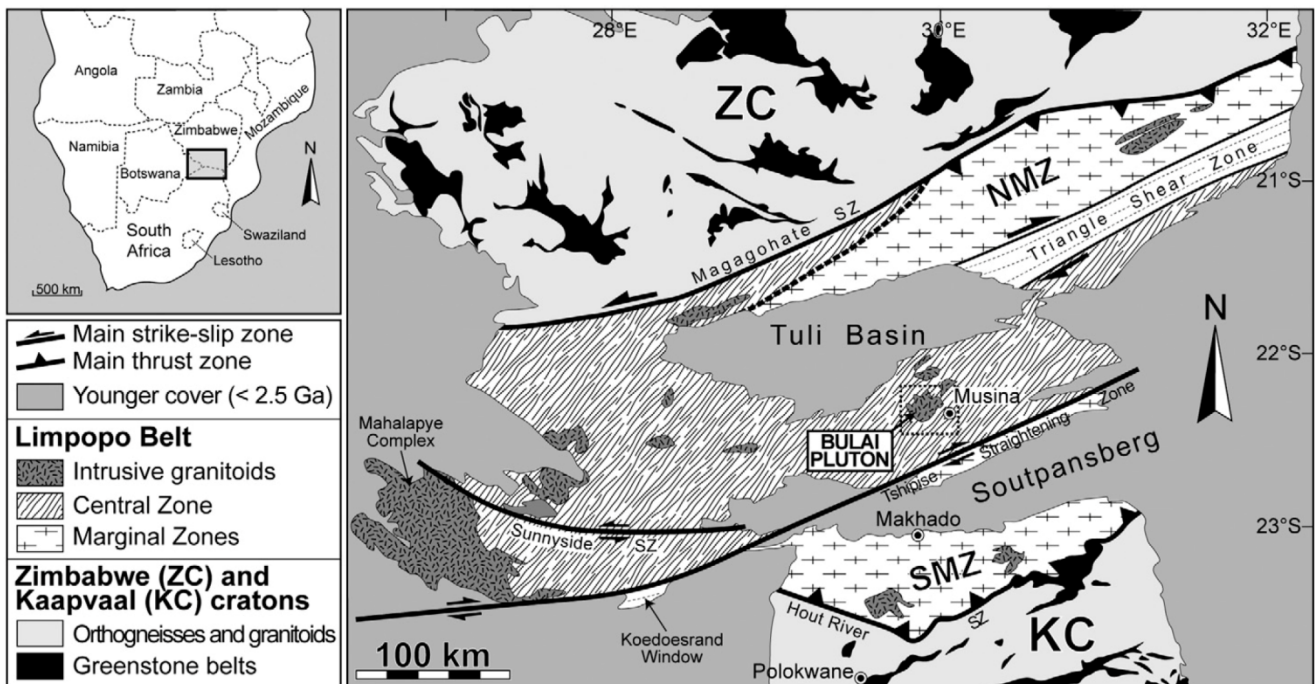 Angola
Zambia
Mozambique
Zimbabwe
Namibia
Botswana
N
South
Africa
Swaziland
Lesotho
500 km
Main strike-slip zone
Main thrust zone
Younger cover (< 2.5 Ga)
Limpopo Belt
Intrusive granitoids
Central Zone
Marginal Zones
Zimbabwe (ZC) and
Kaapvaal (KC) cratons
Orthogneisses and granitoids
Greenstone belts
28°E
30°E
32°E
ZC
NMZ
21°S
Triangle Shear Zone
Magagohate SZ
Tuli Basin
N
22°S
Musina
BULAI
PLUTON
Tshipise Straightening Zone
Soutpansberg
Mahalapye
Complex
Sunnyside SZ
Makhado
23°S
SMZ
Hout River SZ
KC
Koedoesrand
Window
100 km
Polokwane